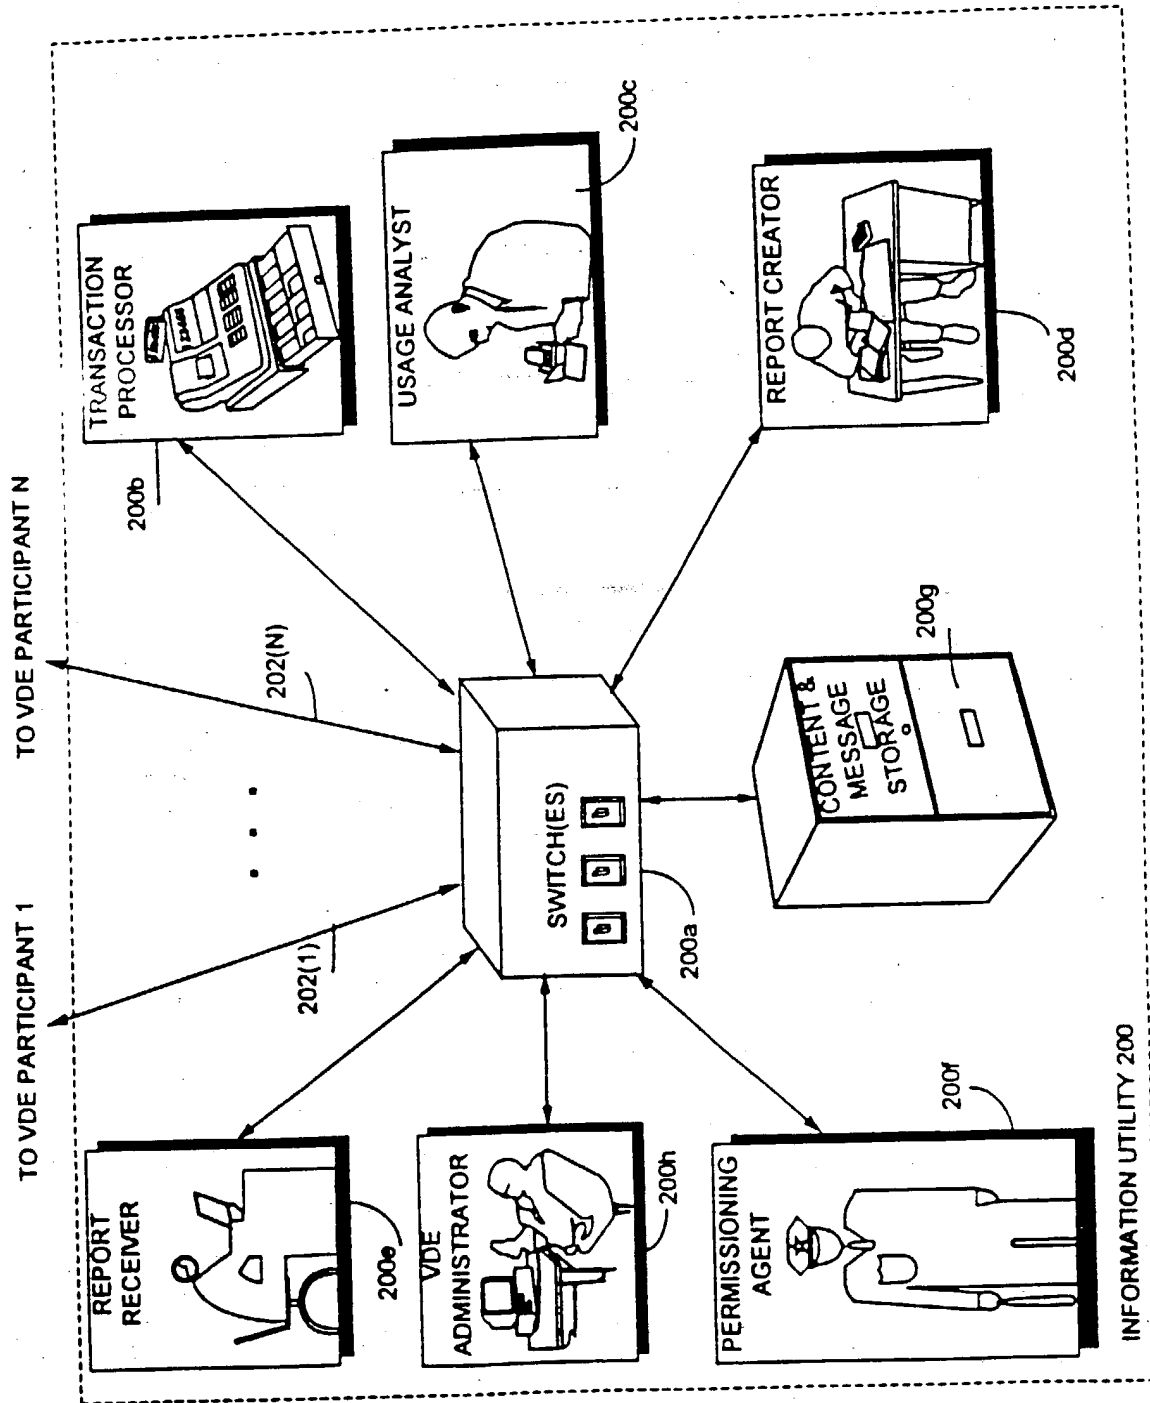 TO VDE PARTICIPANT 1
TO VDE PARTICIPANT N
202(1)
202(N)
REPORT
RECEIVER
200e
TRANSACTION
PROCESSOR
200b
VDE
ADMINISTRATOR
200h
SWITCH(ES)
200a
USAGE ANALYST
200c
PERMISSIONING
AGENT
200f
CONTENT &
MESSAGE
STORAGE
200g
REPORT CREATOR
200d
INFORMATION UTILITY 200